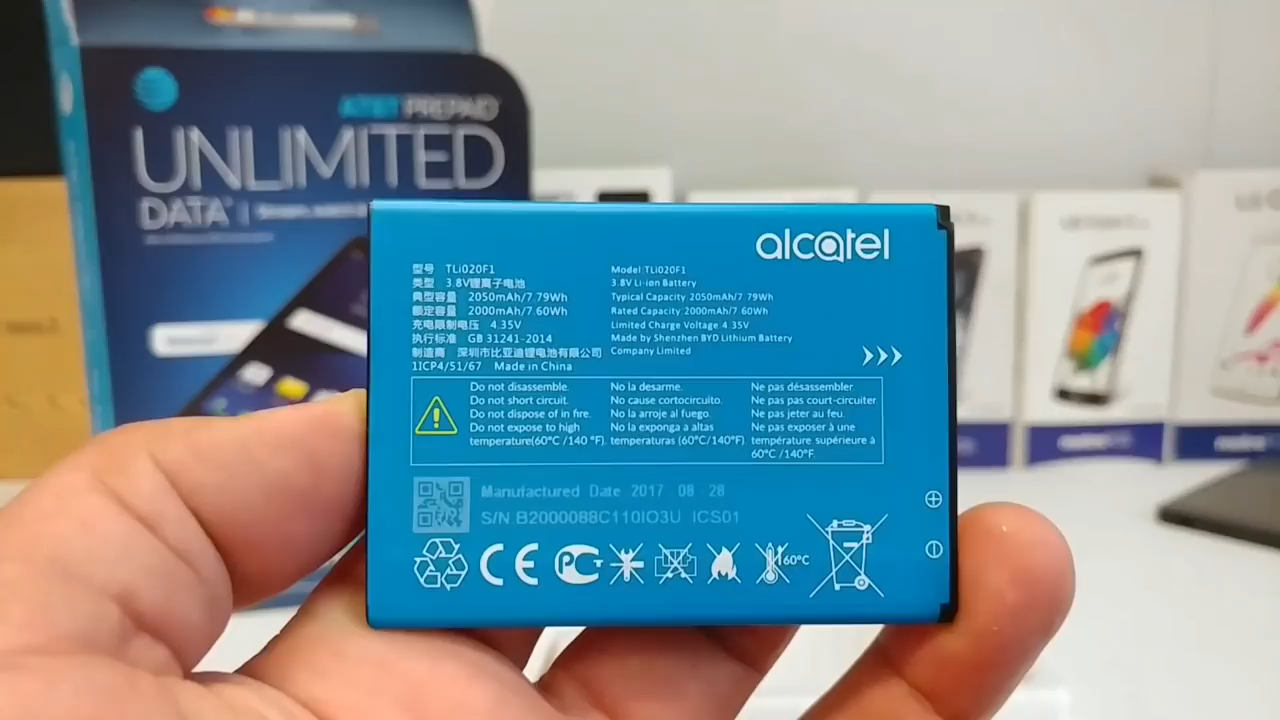 AT&T PREPAID
UNLIMITED
DATA
alcatel
型号 TLi020F1
类型 3.8V锂离子电池
典型容量 2050mAh/7.79Wh
额定容量 2000mAh/7.60Wh
充电限制电压 4.35V
执行标准 GB 31241-2014
制造商 深圳市比亚迪锂电池有限公司
1ICP4/51/67 Made in China
Model TLi020F1
3.8V Li-ion Battery
Typical Capacity 2050mAh/7.79Wh
Rated Capacity 2000mAh/7.60Wh
Limited Charge Voltage 4.35V
Made by Shenzhen BYD Lithium Battery
Company Limited
Do not disassemble.
Do not short circuit.
Do not dispose of in fire.
Do not expose to high
temperature(60°C /140 °F).
No la desarme.
No cause cortocircuito.
No la arroje al fuego.
No la exponga a altas
temperaturas (60°C/140°F).
Ne pas désassembler.
Ne pas pas court-circuiter
Ne pas jeter au feu.
Ne pas exposer à une
température supérieure à
60°C /140°F.
Manufactured Date 2017 08 28
S/N B2000088C110IO3U ICS01
60°C